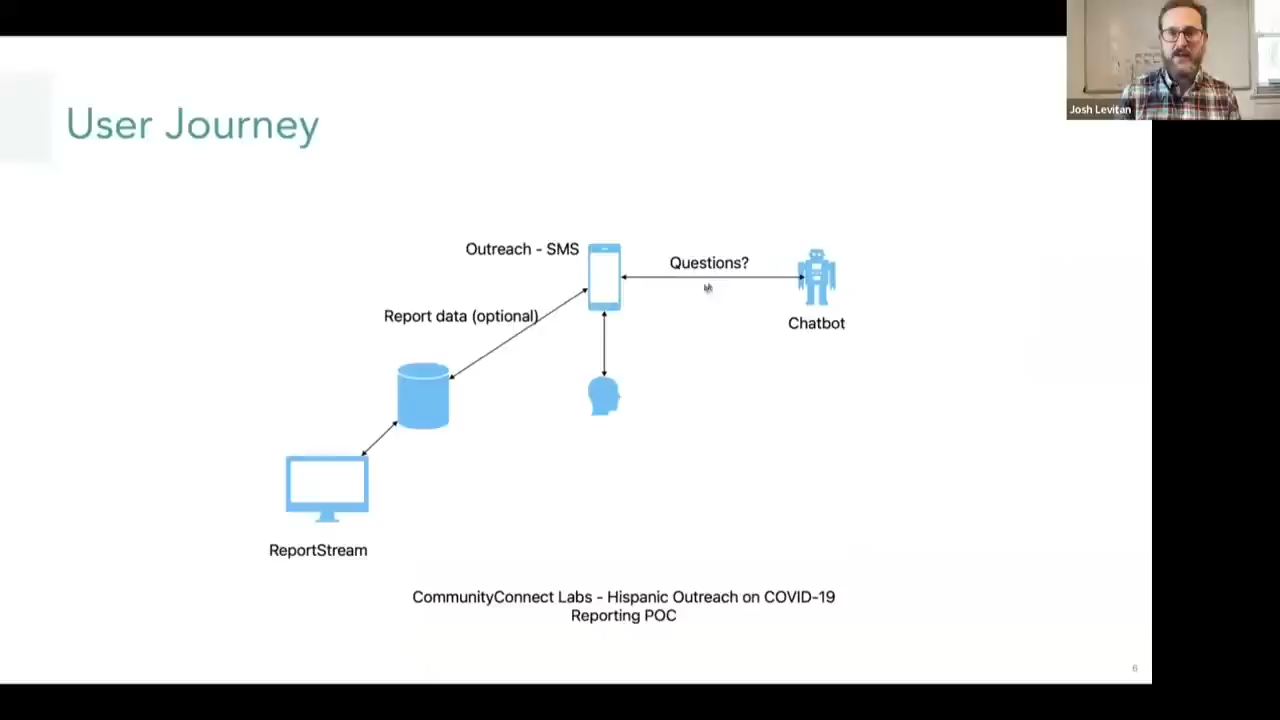 Josh Levitan
User Journey
Outreach - SMS
Questions?
Report data (optional)
Chatbot
ReportStream
CommunityConnect Labs - Hispanic Outreach on COVID-19
Reporting POC
6